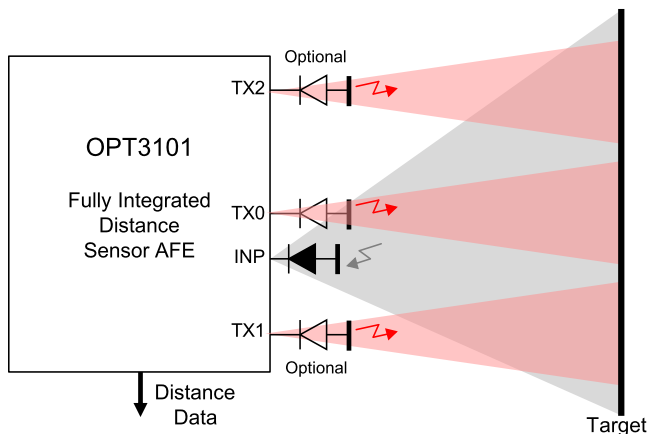 Optional
TX2
OPT3101
Fully Integrated
Distance
Sensor AFE
TX0
INP
TX1
Optional
Distance
Data
Target